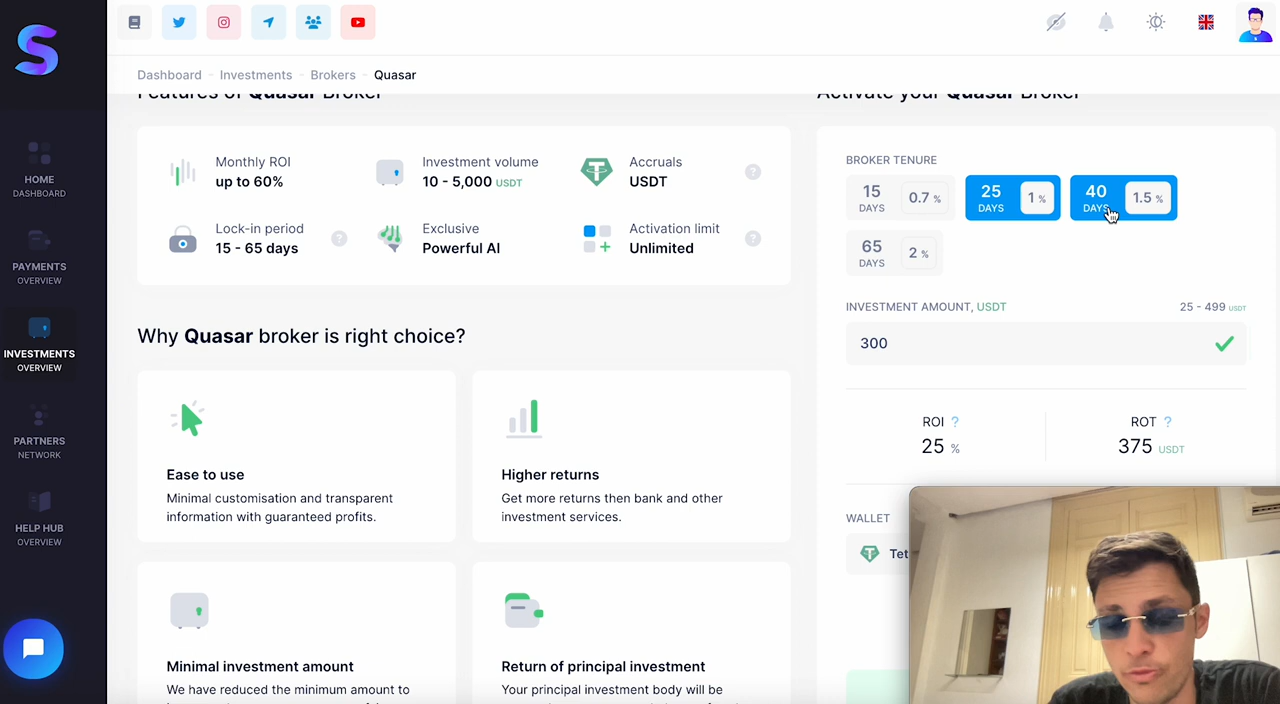 Dashboard - Investments - Brokers - Quasar
Features of Quasar Broker
Activate your Quasar Broker
HOME
DASHBOARD
PAYMENTS
OVERVIEW
INVESTMENTS
OVERVIEW
PARTNERS
NETWORK
HELP HUB
OVERVIEW
Monthly ROI
up to 60%
Investment volume
10 - 5,000 USDT
Accruals
USDT
?
Lock-in period
15 - 65 days
?
Exclusive
Powerful AI
Activation limit
Unlimited
?
Why Quasar broker is right choice?
Ease to use
Minimal customisation and transparent
information with guaranteed profits.
Higher returns
Get more returns then bank and other
investment services.
Minimal investment amount
We have reduced the minimum amount to
Return of principal investment
Your principal investment body will be
BROKER TENURE
15
DAYS
0.7 %
25
DAYS
1 %
40
DAYS
1.5 %
65
DAYS
2 %
INVESTMENT AMOUNT, USDT
25 - 499 USDT
300
ROI ?
25 %
ROT ?
375 USDT
WALLET
Tet